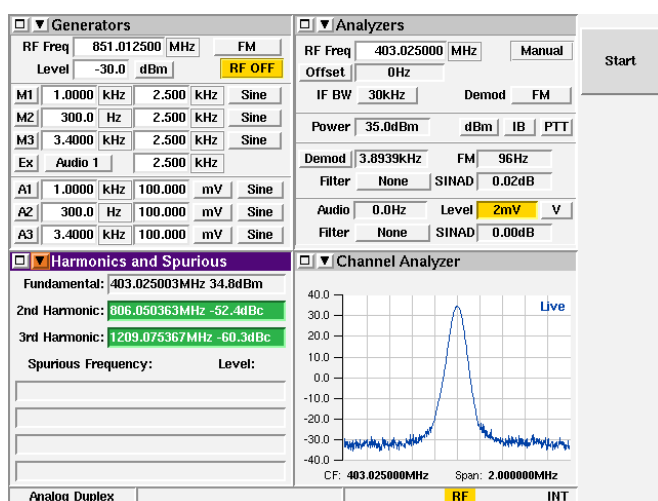 Generators
RF Freq 851.012500 MHz FM
Level -30.0 dBm RF OFF
M1 1.0000 kHz 2.500 kHz Sine
M2 300.0 Hz 2.500 kHz Sine
M3 3.4000 kHz 2.500 kHz Sine
Ex Audio 1 2.500 kHz
A1 1.0000 kHz 100.000 mV Sine
A2 300.0 Hz 100.000 mV Sine
A3 3.4000 kHz 100.000 mV Sine
Analyzers
RF Freq 403.025000 MHz Manual
Offset 0Hz
IF BW 30kHz Demod FM
Power 35.0dBm dBm IB PTT
Demod 3.8939kHz FM 96Hz
Filter None SINAD 0.02dB
Audio 0.0Hz Level 2mV V
Filter None SINAD 0.00dB
Start
Harmonics and Spurious
Fundamental: 403.025003MHz 34.8dBm
2nd Harmonic: 806.050363MHz -52.4dBc
3rd Harmonic: 1209.075367MHz -60.3dBc
Spurious Frequency: Level:
Channel Analyzer
Live
40.0
30.0
20.0
10.0
0.0
-10.0
-20.0
-30.0
-40.0
CF: 403.025000MHz Span: 2.000000MHz
Analog Duplex RF INT